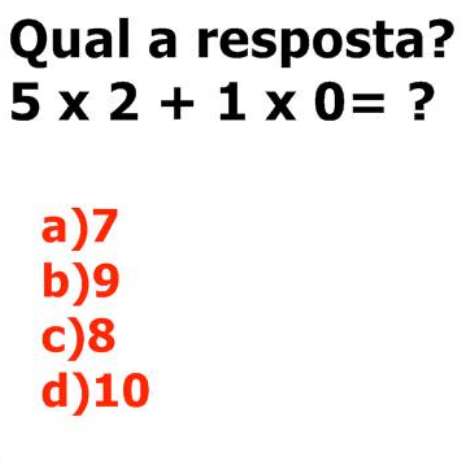 Qual a resposta?
5 x 2 + 1 x 0= ?
a)7
b)9
c)8
d)10